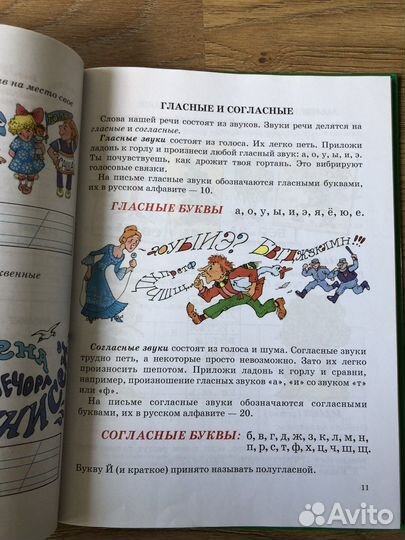 в на место свое
венные
ГЛАСНЫЕ И СОГЛАСНЫЕ
Слова нашей речи состоят из звуков. Звуки речи делятся на
гласные и согласные.
Гласные звуки состоят из голоса. Их легко петь. Приложи
ладонь к горлу и произнеси любой гласный звук: а, о, у, ы, и, э.
Ты почувствуешь, как дрожит твоя гортань. Это вибрируют
голосовые связки.
На письме гласные звуки обозначаются гласными буквами,
их в русском алфавите — 10.
ГЛАСНЫЕ БУКВЫ а, о, у, ы, и, э, я, ё, ю, е.
Согласные звуки состоят из голоса и шума. Согласные звуки
трудно петь, а некоторые просто невозможно. Зато их легко
произносить шепотом. Приложи ладонь к горлу и сравни,
например, произношение гласных звуков «а», «и» со звуком «т»
или «ф».
На письме согласные звуки обозначаются согласными
буквами, их в русском алфавите — 20.
СОГЛАСНЫЕ БУКВЫ: б, в, г, д, ж, з, к, л, м, н,
п, р, с, т, ф, х, ц, ч, ш, щ.
Букву Й (и краткое) принято называть полугласной.
11
Avito